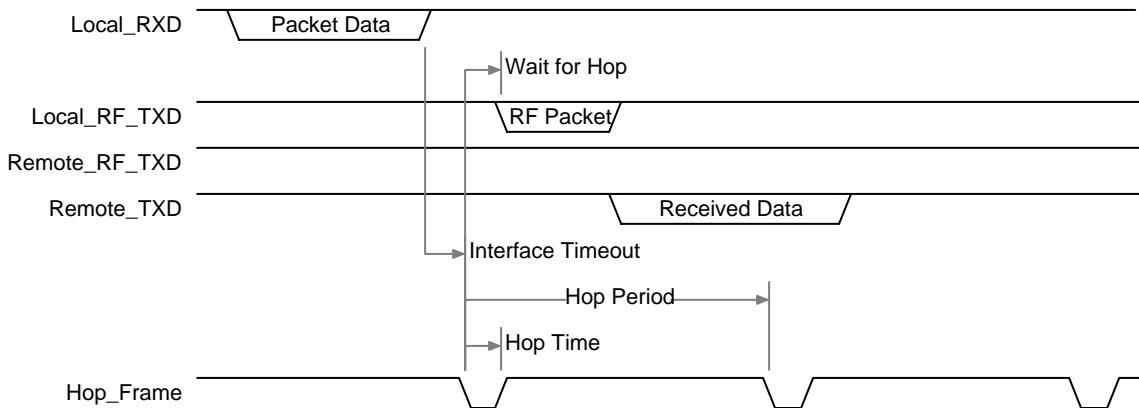 Local_RXD
Packet Data
Wait for Hop
Local_RF_TXD
RF Packet
Remote_RF_TXD
Remote_TXD
Received Data
Interface Timeout
Hop Period
Hop Time
Hop_Frame